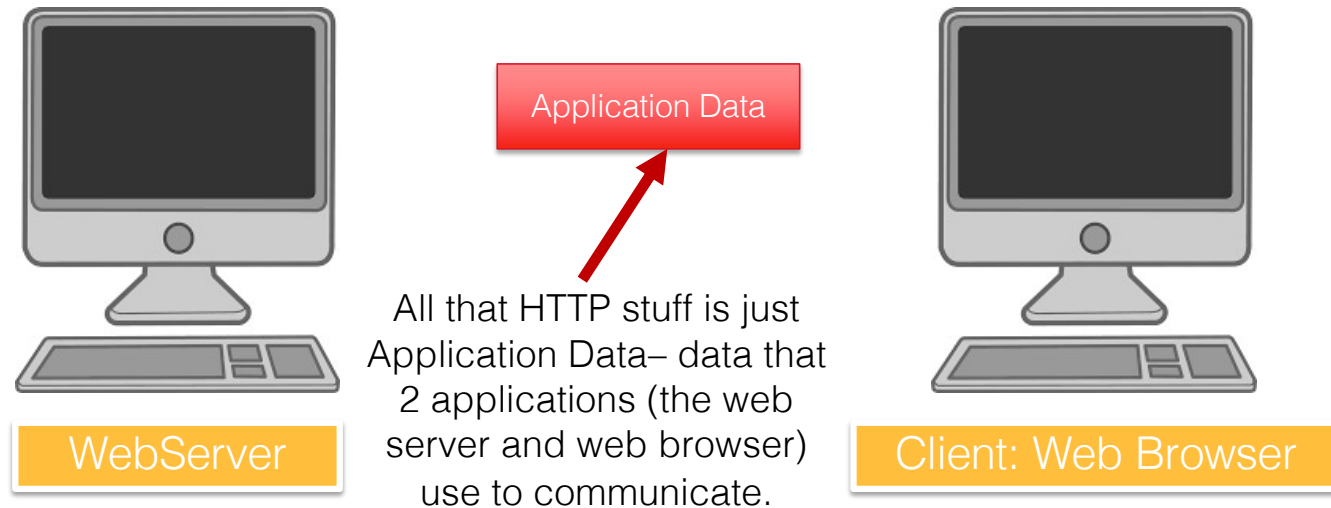 Application Data
All that HTTP stuff is just
Application Data– data that
2 applications (the web
server and web browser)
use to communicate.
WebServer
Client: Web Browser